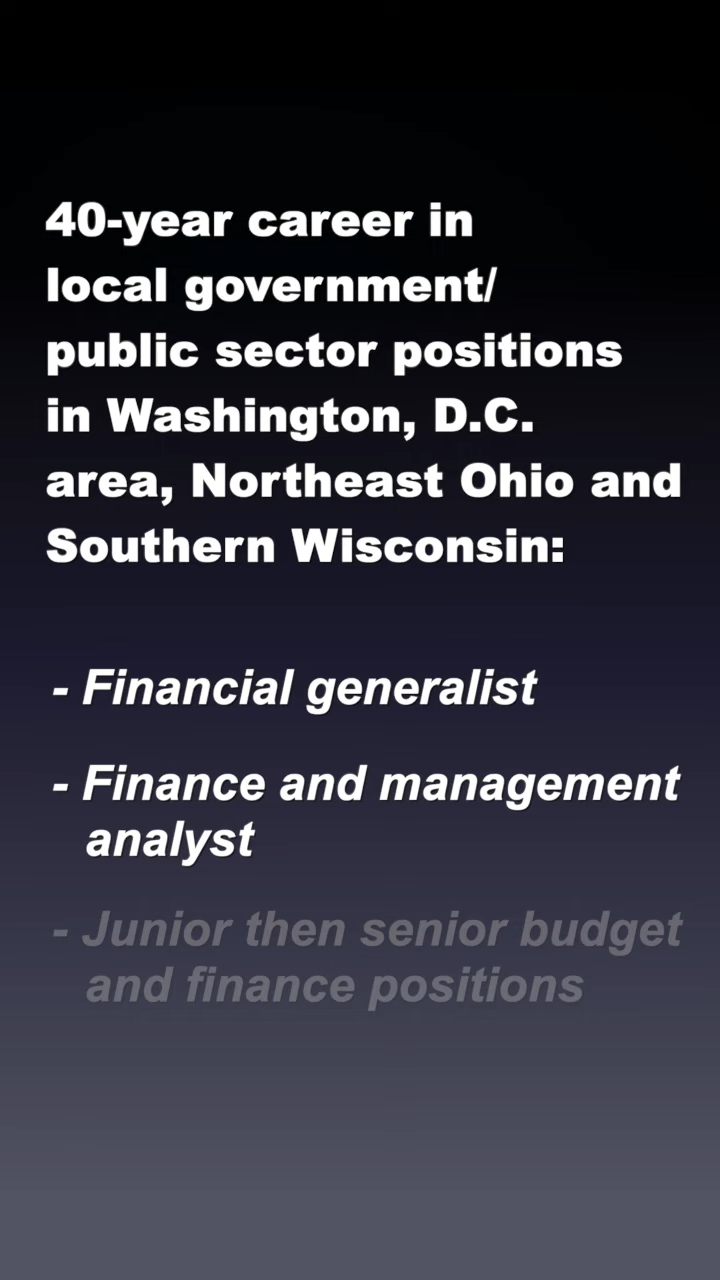 40-year career in
local government/
public sector positions
in Washington, D.C.
area, Northeast Ohio and
Southern Wisconsin:
- Financial generalist
- Finance and management
analyst
- Junior then senior budget
and finance positions